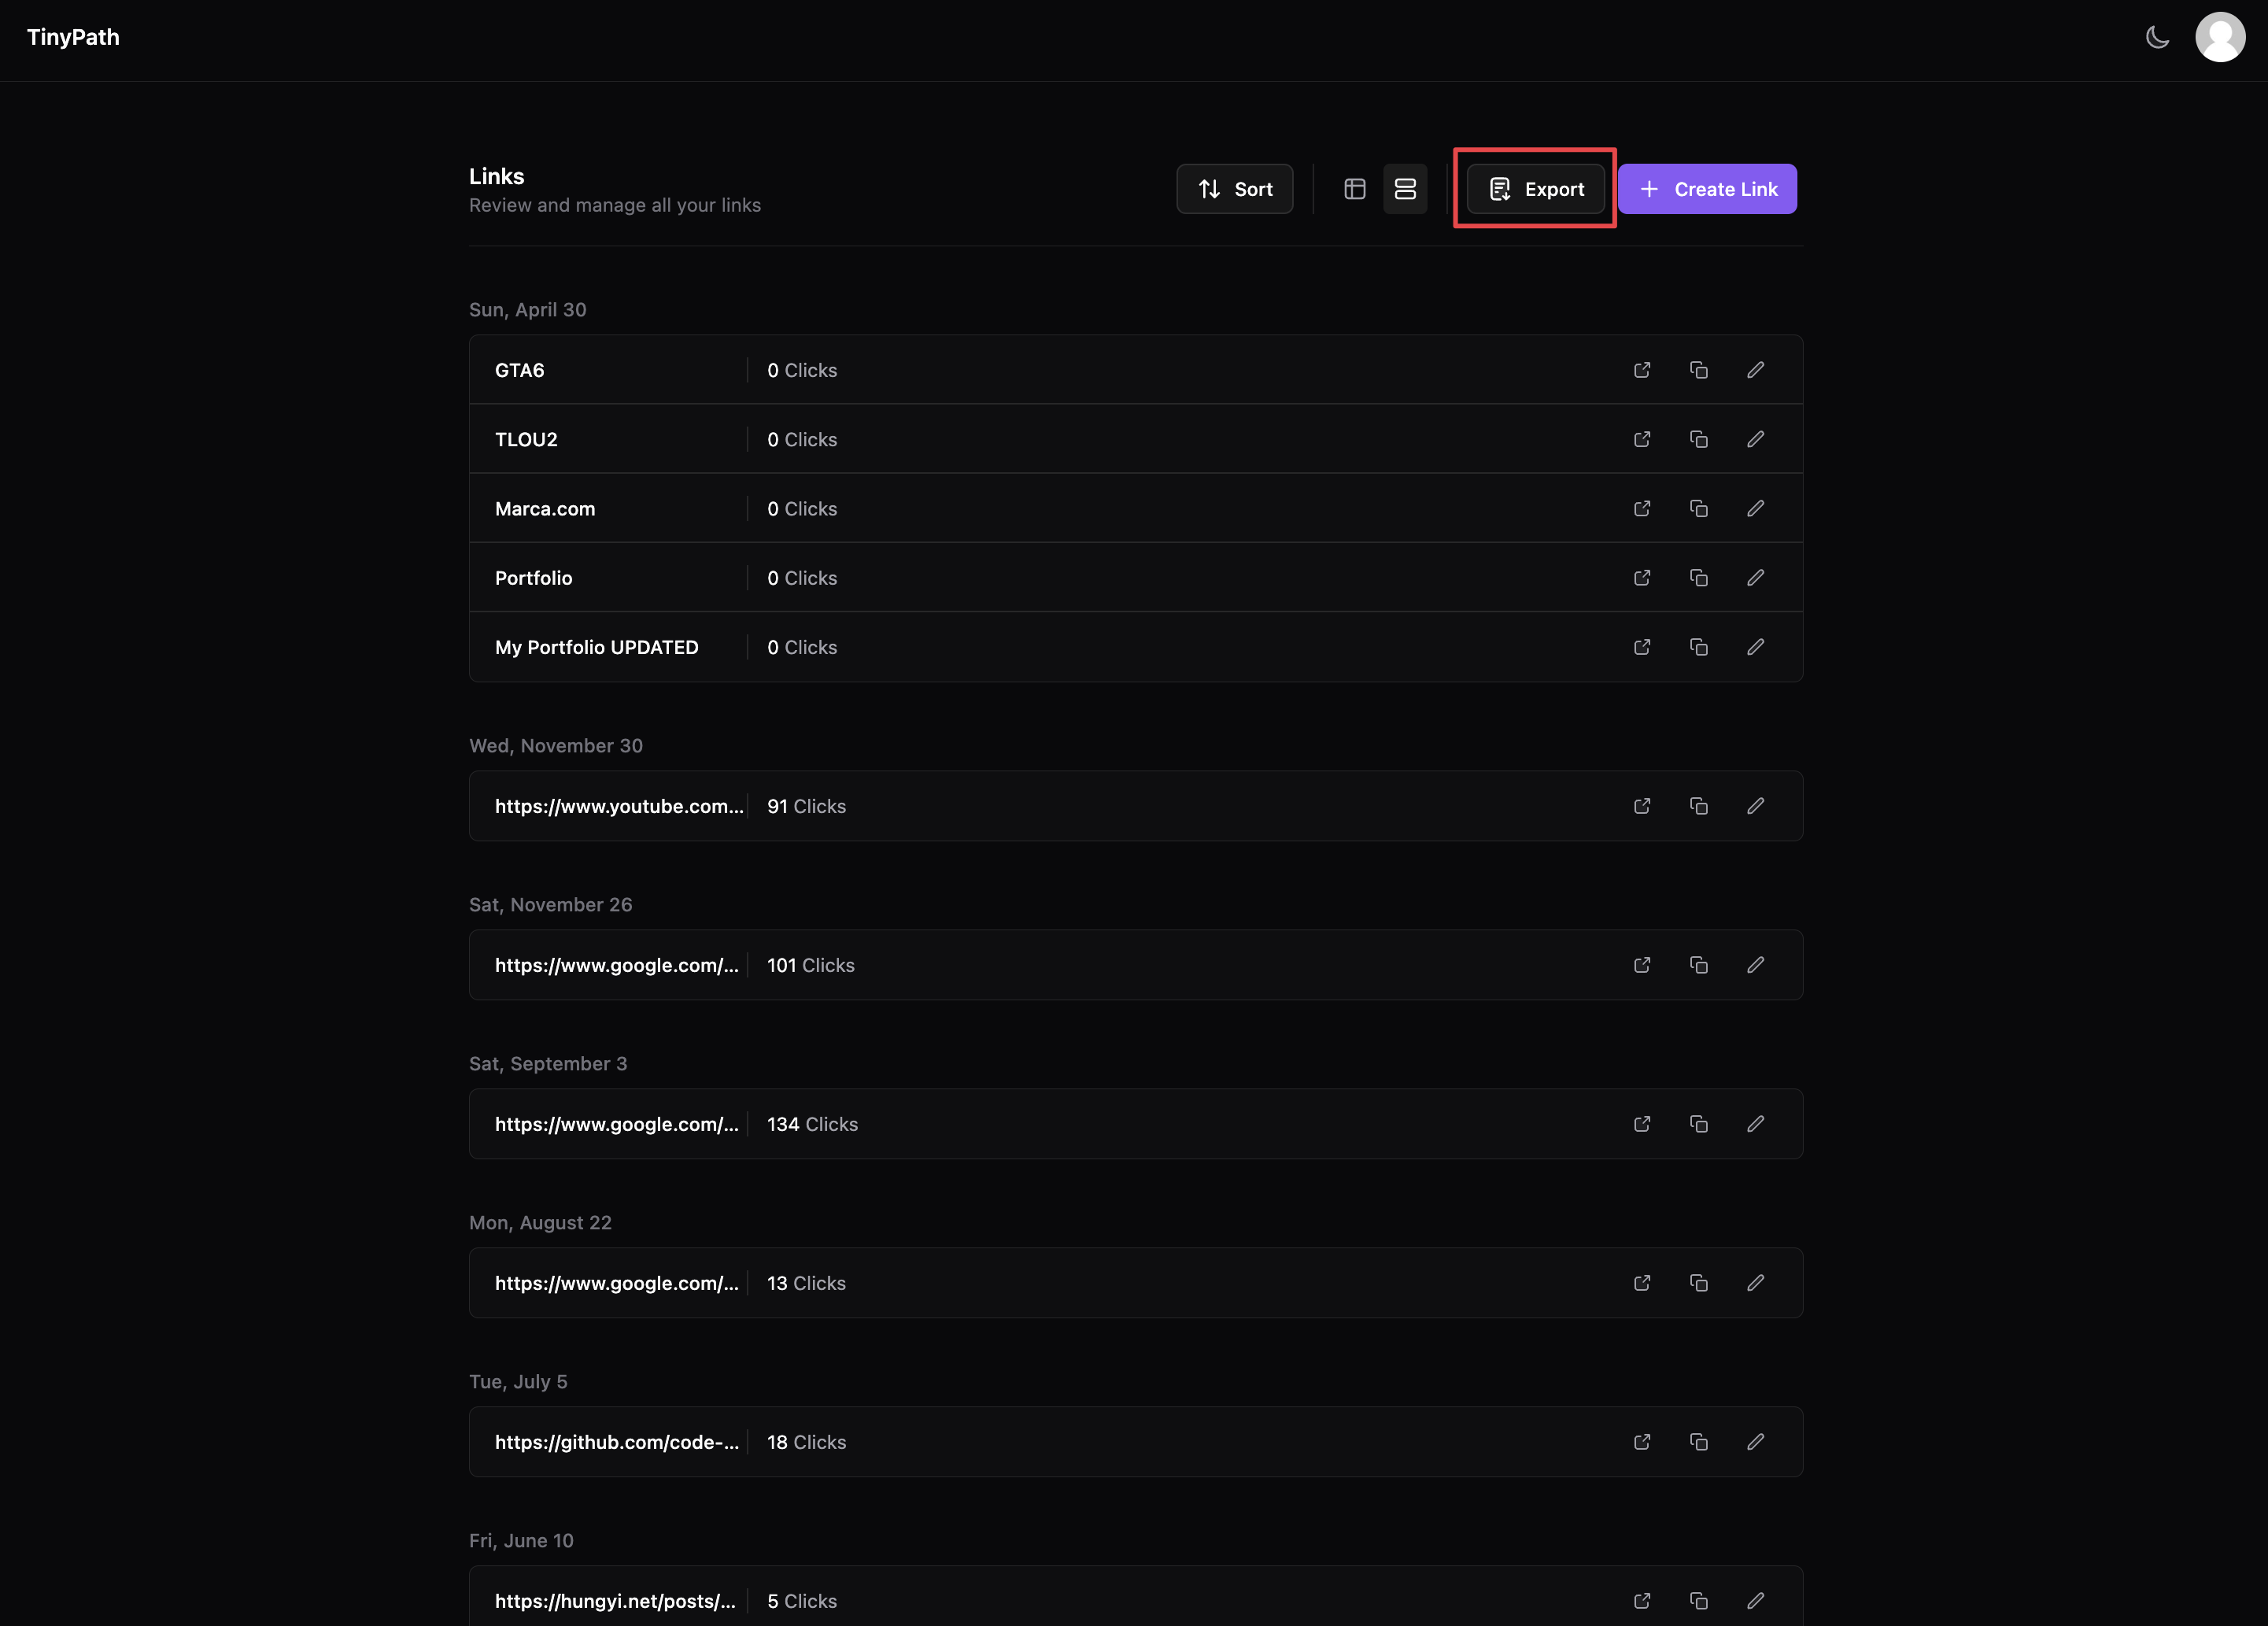 TinyPath
Links
Review and manage all your links
Sort
Export
Create Link
Sun, April 30
GTA6 0 Clicks
TLOU2 0 Clicks
Marca.com 0 Clicks
Portfolio 0 Clicks
My Portfolio UPDATED 0 Clicks
Wed, November 30
https://www.youtube.com... 91 Clicks
Sat, November 26
https://www.google.com/... 101 Clicks
Sat, September 3
https://www.google.com/... 134 Clicks
Mon, August 22
https://www.google.com/... 13 Clicks
Tue, July 5
https://github.com/code-... 18 Clicks
Fri, June 10
https://hungyi.net/posts/... 5 Clicks